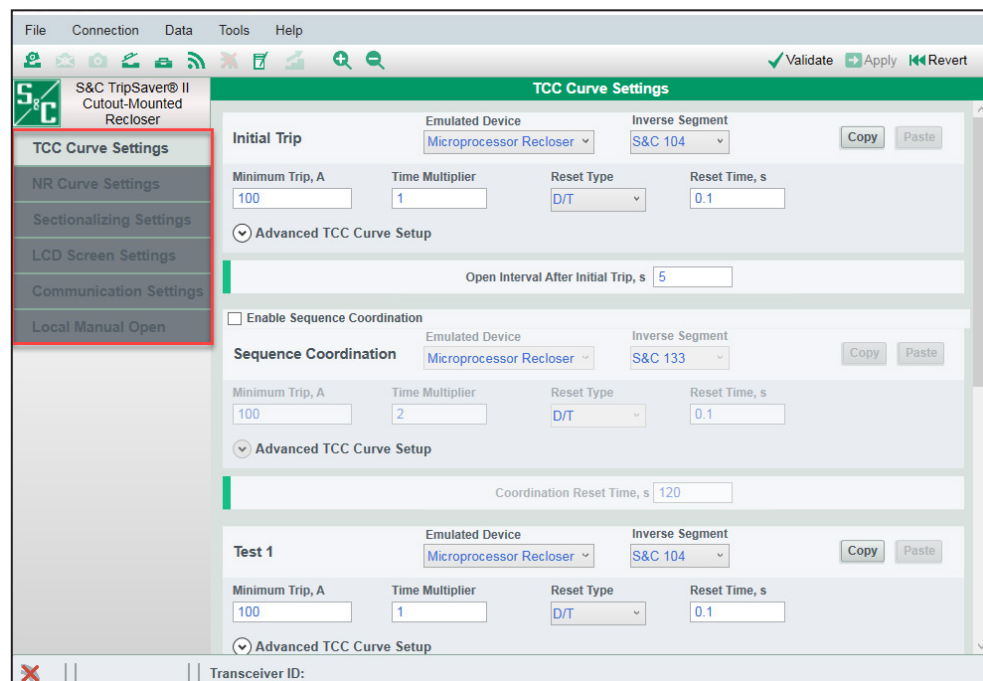 File Connection Data Tools Help
Validate Apply Revert
S&C
S&C TripSaver® II
Cutout-Mounted
Recloser
TCC Curve Settings
NR Curve Settings
Sectionalizing Settings
LCD Screen Settings
Communication Settings
Local Manual Open
TCC Curve Settings
Emulated Device Inverse Segment
Initial Trip Microprocessor Recloser S&C 104 Copy Paste
Minimum Trip, A Time Multiplier Reset Type Reset Time, s
100 1 D/T 0.1
Advanced TCC Curve Setup
Open Interval After Initial Trip, s 5
Enable Sequence Coordination
Emulated Device Inverse Segment
Sequence Coordination Microprocessor Recloser S&C 133 Copy Paste
Minimum Trip, A Time Multiplier Reset Type Reset Time, s
100 2 D/T 0.1
Advanced TCC Curve Setup
Coordination Reset Time, s 120
Emulated Device Inverse Segment
Test 1 Microprocessor Recloser S&C 104 Copy Paste
Minimum Trip, A Time Multiplier Reset Type Reset Time, s
100 1 D/T 0.1
Advanced TCC Curve Setup
Transceiver ID: